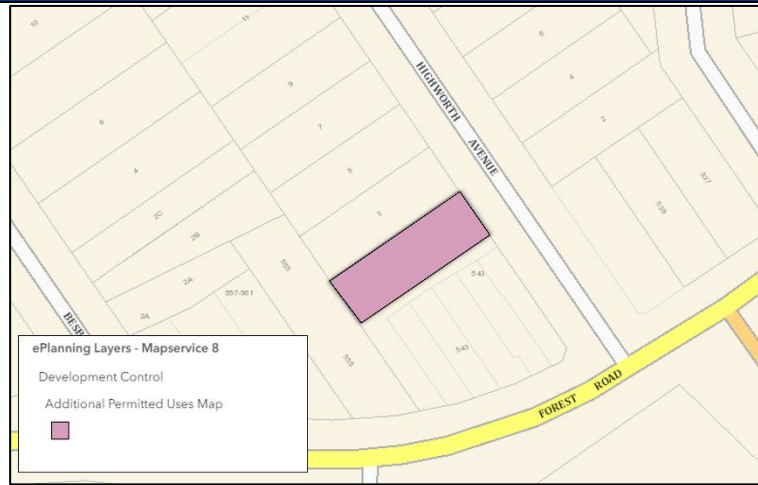 10
11
6
9
6
4
HIGHWORTH AVENUE
4
7
2
2C
5
537
2B
3
539
2A
555
557-561
543
2A
BESB
555
543
FOREST ROAD
ePlanning Layers - Mapservice 8
Development Control
Additional Permitted Uses Map